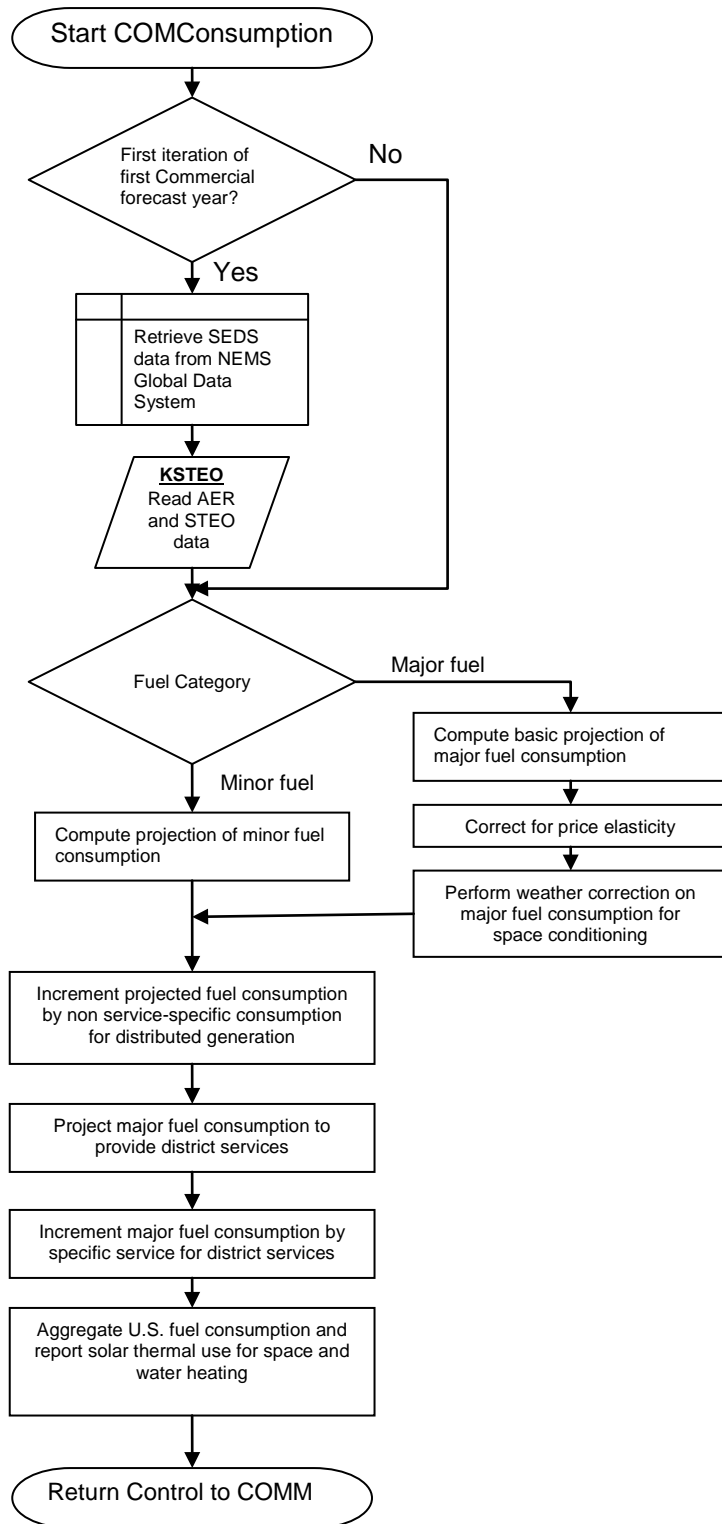 Start COMConsumption
First iteration of
first Commercial
forecast year?
No
Yes
Retrieve SEDS
data from NEMS
Global Data
System
KSTEO
Read AER
and STEO
data
Fuel Category
Major fuel
Minor fuel
Compute basic projection of
major fuel consumption
Correct for price elasticity
Perform weather correction on
major fuel consumption for
space conditioning
Compute projection of minor fuel
consumption
Increment projected fuel consumption
by non service-specific consumption
for distributed generation
Project major fuel consumption to
provide district services
Increment major fuel consumption by
specific service for district services
Aggregate U.S. fuel consumption and
report solar thermal use for space and
water heating
Return Control to COMM